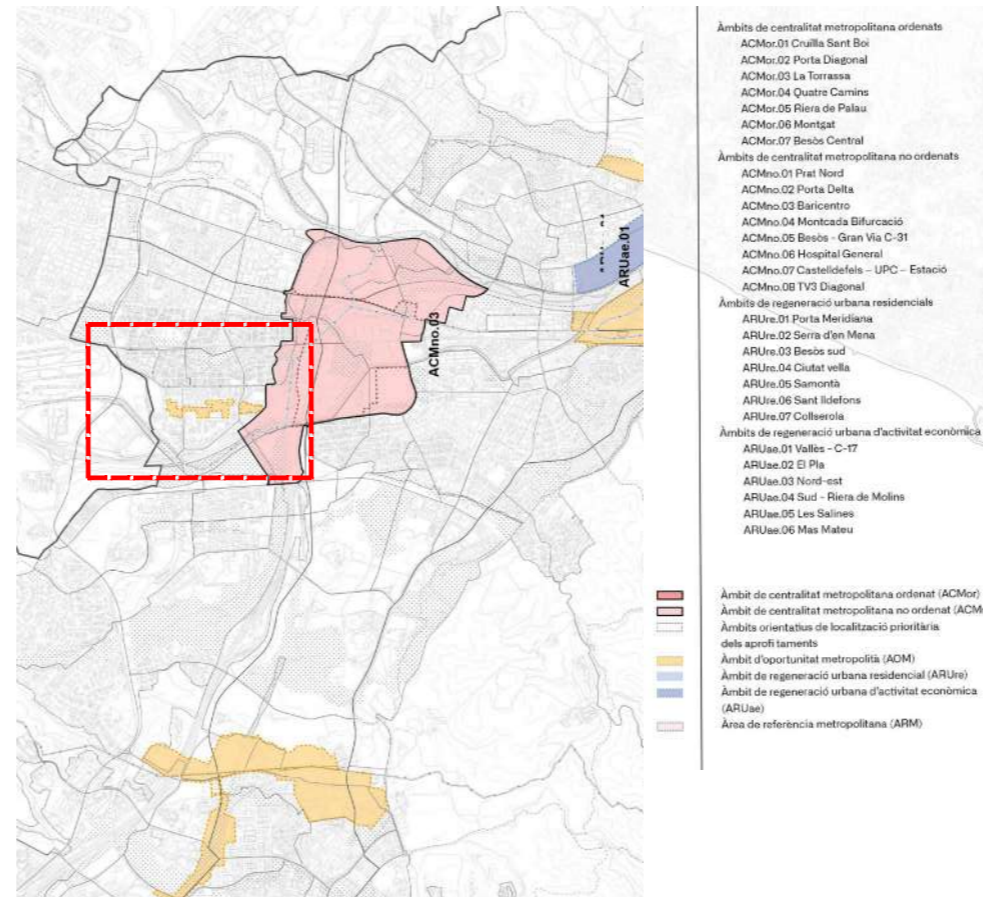 ACMno.03
ARUae.01
Àmbits de centralitat metropolitana ordenats
ACMor.01 Cruïlla Sant Boi
ACMor.02 Porta Diagonal
ACMor.03 La Torrassa
ACMor.04 Quatre Camins
ACMor.05 Riera de Palau
ACMor.06 Montgat
ACMor.07 Besòs Central
Àmbits de centralitat metropolitana no ordenats
ACMno.01 Prat Nord
ACMno.02 Porta Delta
ACMno.03 Baricentro
ACMno.04 Montcada Bifurcació
ACMno.05 Besòs - Gran Via C-31
ACMno.06 Hospital General
ACMno.07 Castelldefels – UPC – Estació
ACMno.08 TV3 Diagonal
Àmbits de regeneració urbana residencials
ARUre.01 Porta Meridiana
ARUre.02 Serra d'en Mena
ARUre.03 Besòs sud
ARUre.04 Ciutat vella
ARUre.05 Samontà
ARUre.06 Sant Ildefons
ARUre.07 Collserola
Àmbits de regeneració urbana d'activitat econòmica
ARUae.01 Vallès - C-17
ARUae.02 El Pla
ARUae.03 Nord-est
ARUae.04 Sud - Riera de Molins
ARUae.05 Les Salines
ARUae.06 Mas Mateu
Àmbit de centralitat metropolitana ordenat (ACMor)
Àmbit de centralitat metropolitana no ordenat (ACM
Àmbits orientatius de localització prioritària
dels aprofi taments
Àmbit d'oportunitat metropolità (AOM)
Àmbit de regeneració urbana residencial (ARUre)
Àmbit de regeneració urbana d'activitat econòmica
(ARUae)
Àrea de referència metropolitana (ARM)